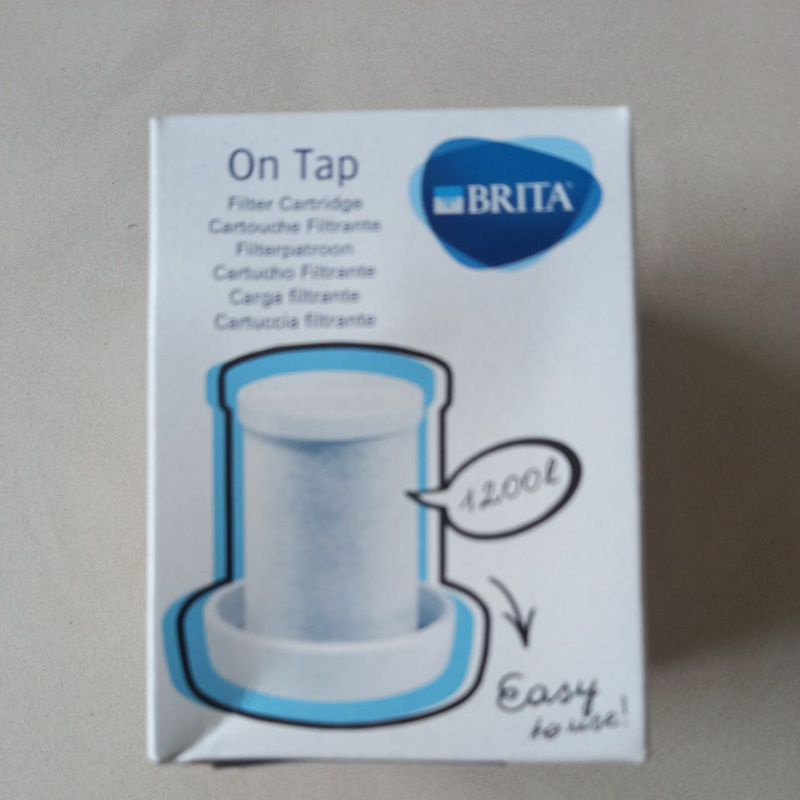 On Tap
Filter Cartridge
Cartouche Filtrante
Filterpatroon
Cartucho Filtrante
Carga filtrante
Cartuccia filtrante
BRITA®
1200l
Easy
to use!